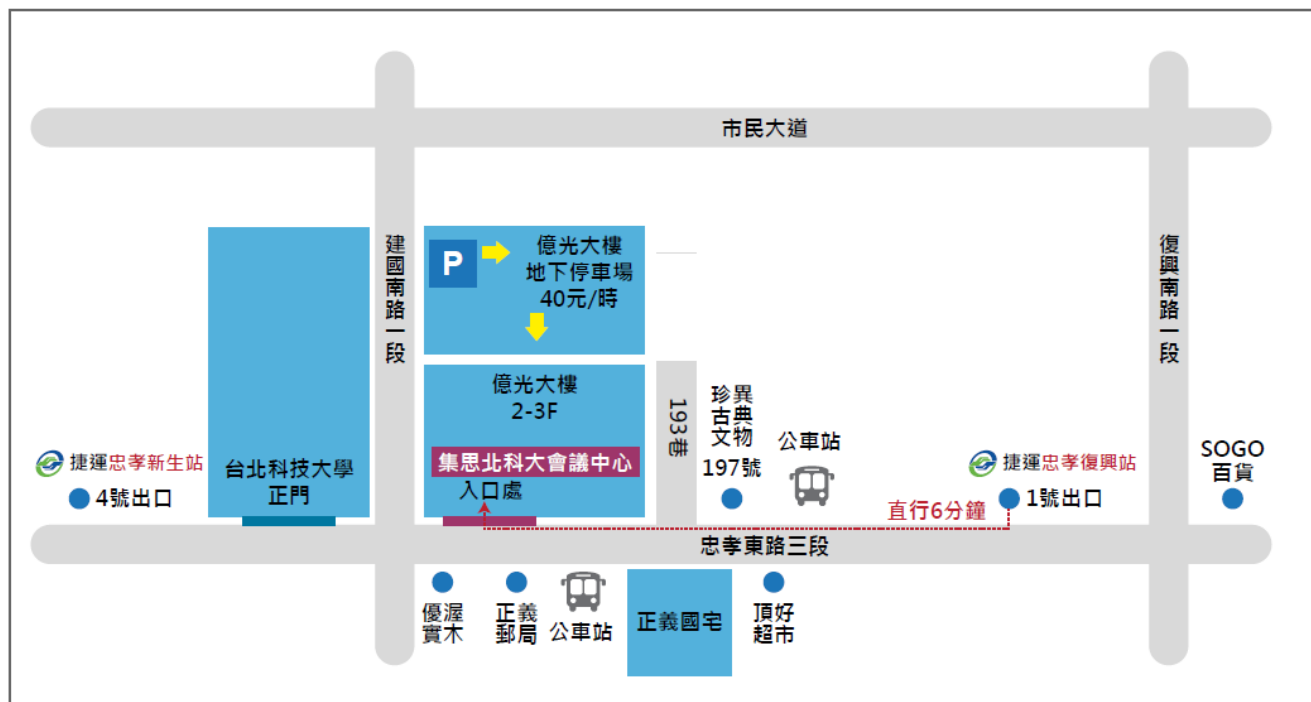 市民大道
建國南路一段
復興南路一段
P
億光大樓
地下停車場
40元/時
億光大樓
2-3F
集思北科大會議中心
入口處
193巷
珍異
古典
文物
197號
公車站
捷運忠孝新生站
4號出口
台北科技大學
正門
捷運忠孝復興站
1號出口
SOGO
百貨
直行6分鐘
忠孝東路三段
優渥
實木
正義
郵局
公車站
正義國宅
頂好
超市